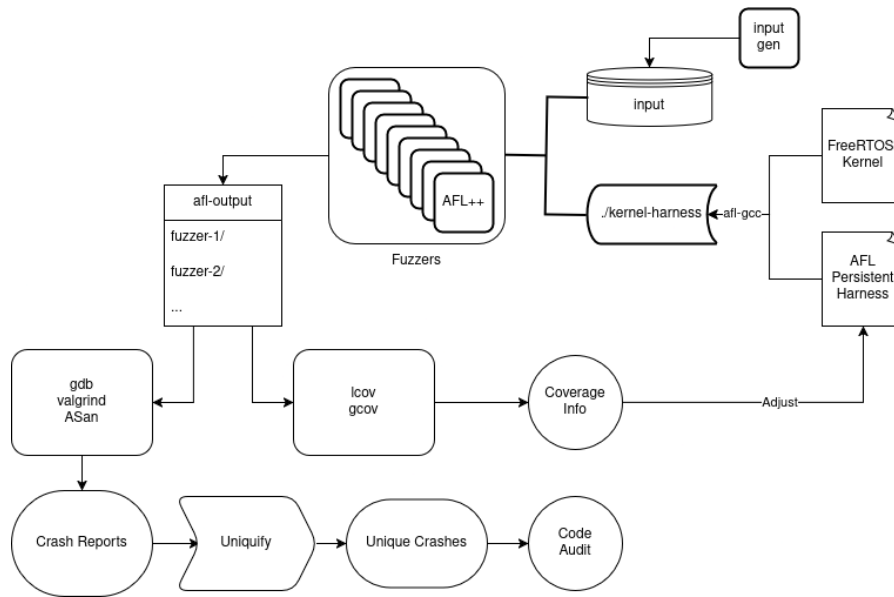 input
gen
input
FreeRTOS
Kernel
AFL++
Fuzzers
./kernel-harness
afl-gcc
AFL
Persistent
Harness
afl-output
fuzzer-1/
fuzzer-2/
...
gdb
valgrind
ASan
lcov
gcov
Coverage
Info
Adjust
Crash Reports
Uniquify
Unique Crashes
Code
Audit